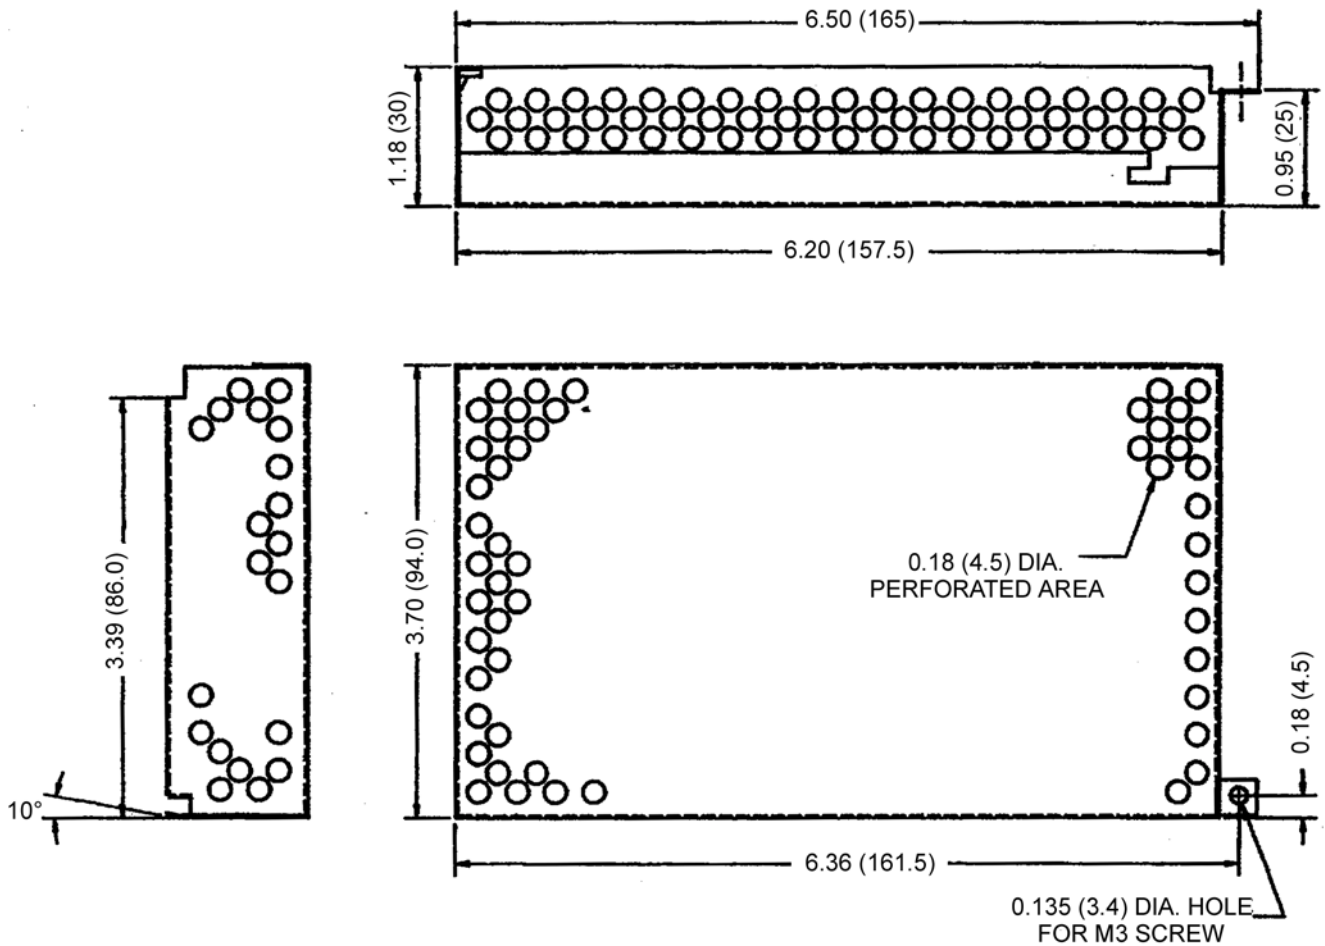 6.50 (165)
1.18 (30)
0.95 (25)
6.20 (157.5)
3.39 (86.0)
10°
3.70 (94.0)
0.18 (4.5) DIA.
PERFORATED AREA
0.18 (4.5)
6.36 (161.5)
0.135 (3.4) DIA. HOLE
FOR M3 SCREW